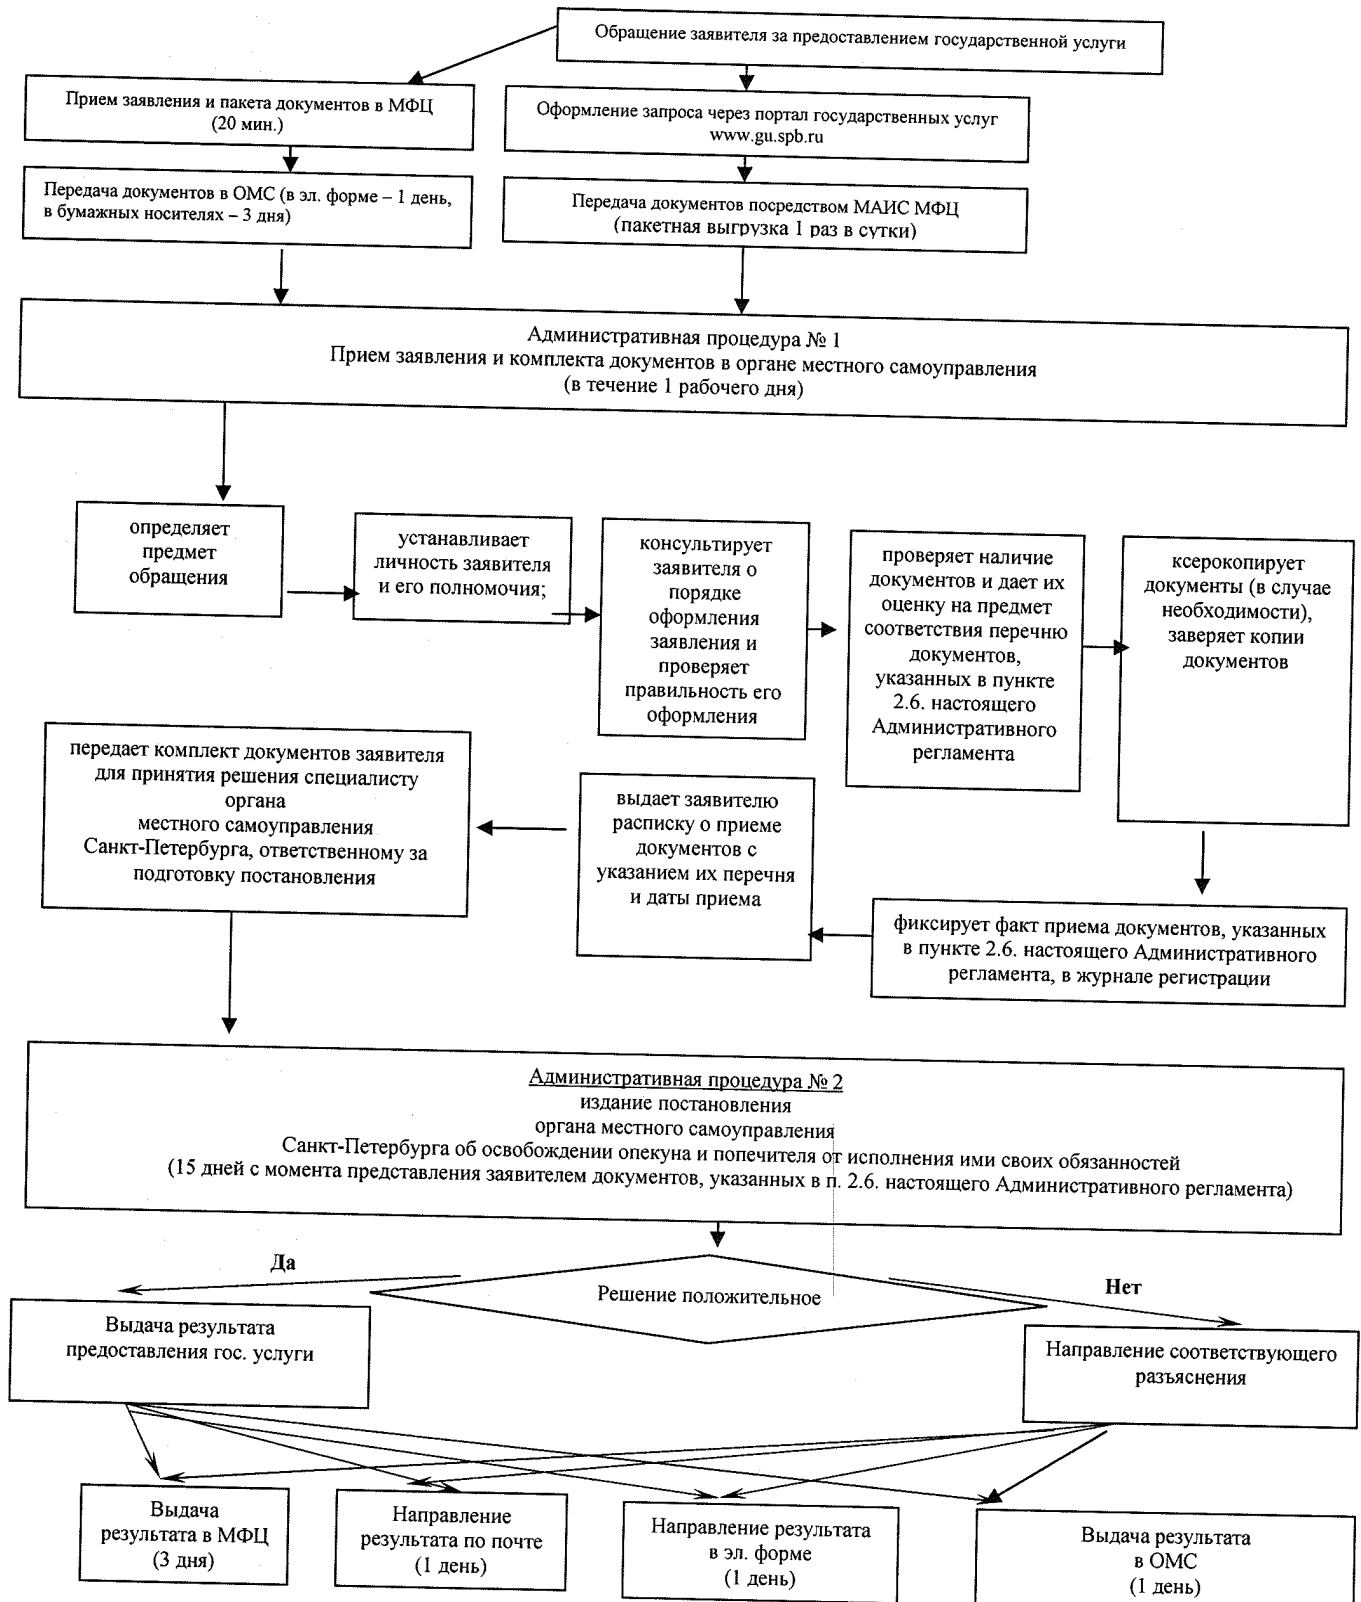 Обращение заявителя за предоставлением государственной услуги
Прием заявления и пакета документов в МФЦ
(20 мин.)
Оформление запроса через портал государственных услуг
www.gu.spb.ru
Передача документов в ОМС (в эл. форме – 1 день,
в бумажных носителях – 3 дня)
Передача документов посредством МАИС МФЦ
(пакетная выгрузка 1 раз в сутки)
Административная процедура № 1
Прием заявления и комплекта документов в органе местного самоуправления
(в течение 1 рабочего дня)
определяет
предмет
обращения
устанавливает
личность заявителя
и его полномочия;
консультирует
заявителя о
порядке
оформления
заявления и
проверяет
правильность его
оформления
проверяет наличие
документов и дает их
оценку на предмет
соответствия перечню
документов,
указанных в пункте
2.6. настоящего
Административного
регламента
ксерокопирует
документы (в случае
необходимости),
заверяет копии
документов
передает комплект документов заявителя
для принятия решения специалисту
органа
местного самоуправления
Санкт-Петербурга, ответственному за
подготовку постановления
выдает заявителю
расписку о приеме
документов с
указанием их перечня
и даты приема
фиксирует факт приема документов, указанных
в пункте 2.6. настоящего Административного
регламента, в журнале регистрации
Административная процедура № 2
издание постановления
органа местного самоуправления
Санкт-Петербурга об освобождении опекуна и попечителя от исполнения ими своих обязанностей
(15 дней с момента представления заявителем документов, указанных в п. 2.6. настоящего Административного регламента)
Да
Решение положительное
Нет
Выдача результата
предоставления гос. услуги
Направление соответствующего
разъяснения
Выдача
результата в МФЦ
(3 дня)
Направление
результата по почте
(1 день)
Направление результата
в эл. форме
(1 день)
Выдача результата
в ОМС
(1 день)